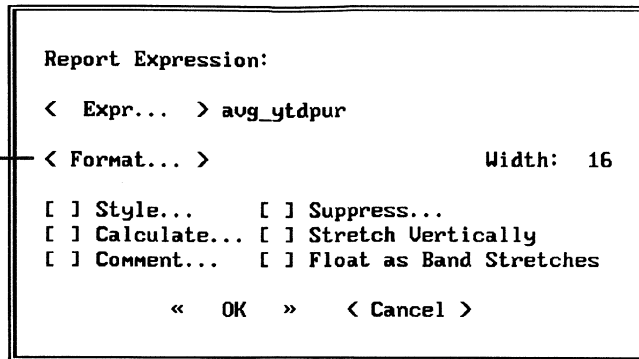 Report Expression:
< Expr... > avg_ytdpur
< Format... > Width: 16
[ ] Style... [ ] Suppress...
[ ] Calculate... [ ] Stretch Vertically
[ ] Comment... [ ] Float as Band Stretches
« OK » < Cancel >